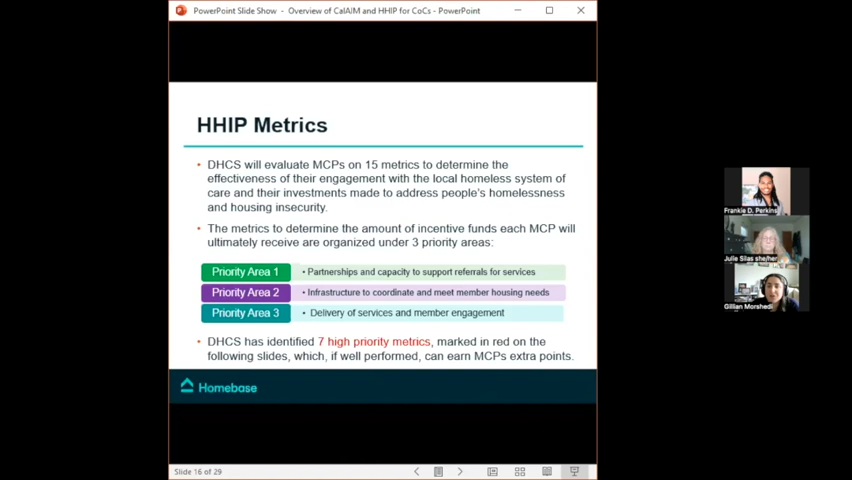 PowerPoint Slide Show - Overview of CalAIM and HHIP for CoCs - PowerPoint
HHIP Metrics
• DHCS will evaluate MCPs on 15 metrics to determine the
effectiveness of their engagement with the local homeless system of
care and their investments made to address people's homelessness
and housing insecurity.
• The metrics to determine the amount of incentive funds each MCP will
ultimately receive are organized under 3 priority areas:
Priority Area 1 • Partnerships and capacity to support referrals for services
Priority Area 2 • Infrastructure to coordinate and meet member housing needs
Priority Area 3 • Delivery of services and member engagement
• DHCS has identified 7 high priority metrics, marked in red on the
following slides, which, if well performed, can earn MCPs extra points.
Homebase
Slide 16 of 29
Frankie D. Perkins
Julie Silas she/her
Gillian Morshedi